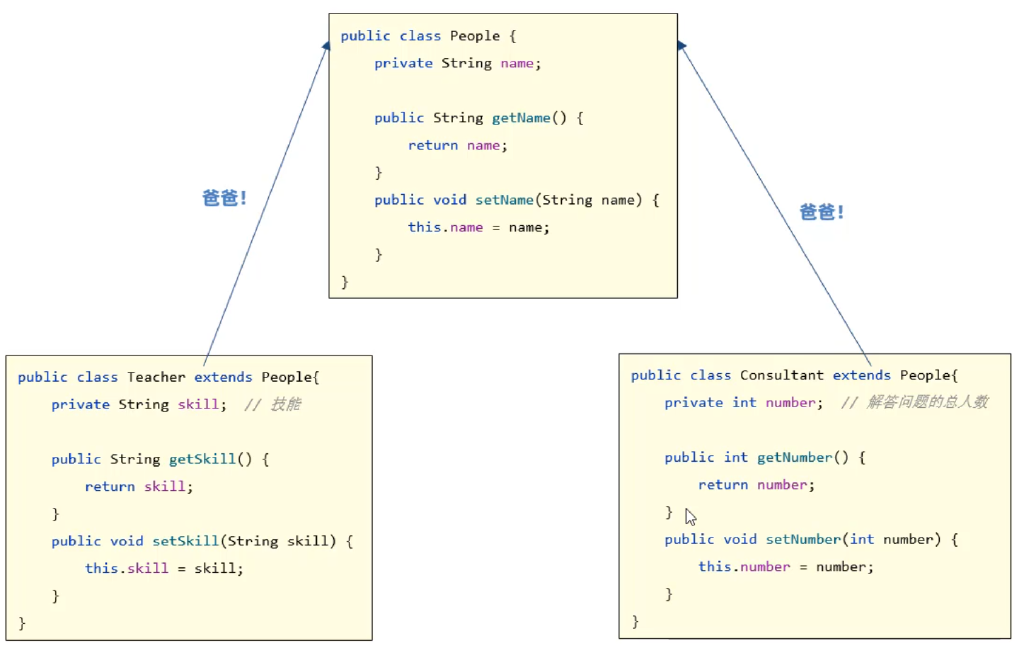 public class People {
private String name;
public String getName() {
return name;
}
public void setName(String name) {
this.name = name;
}
}
爸爸!
爸爸!
public class Teacher extends People{
private String skill; // 技能
public String getSkill() {
return skill;
}
public void setSkill(String skill) {
this.skill = skill;
}
}
public class Consultant extends People{
private int number; // 解答问题的总人数
public int getNumber() {
return number;
}
public void setNumber(int number) {
this.number = number;
}
}